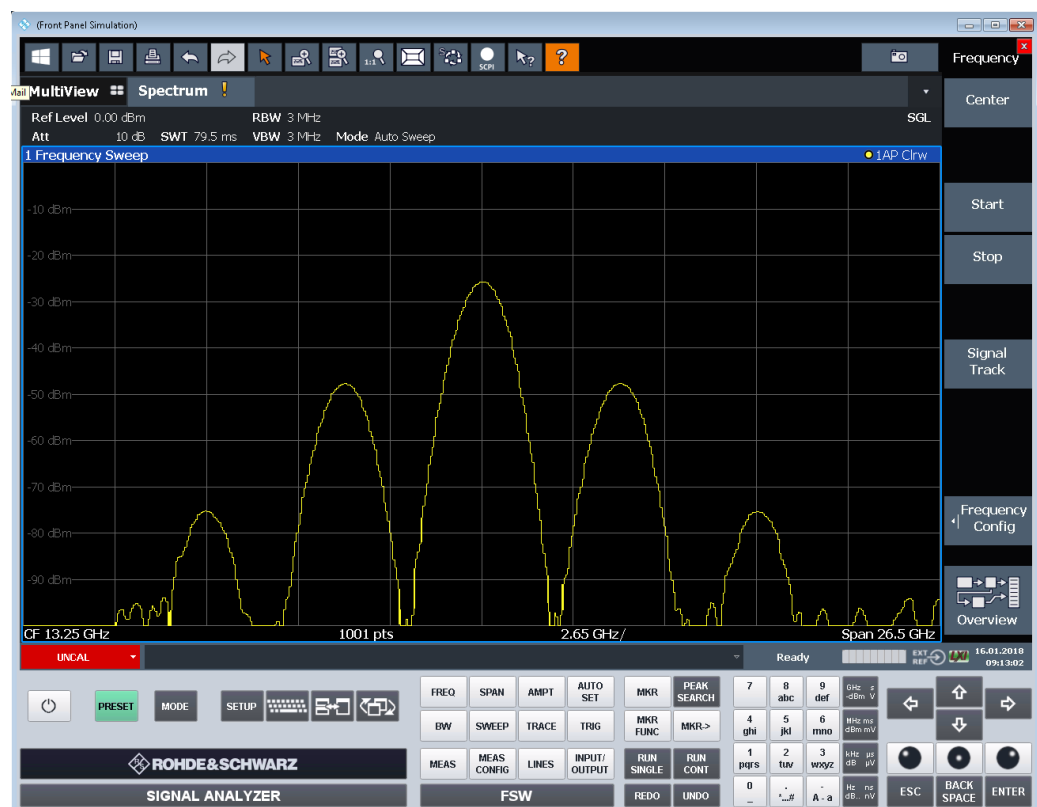 (Front Panel Simulation)
SCPI
1:1
?
Frequency
x
Mail
MultiView
Spectrum !
Center
Ref Level 0.00 dBm RBW 3 MHz SGL
Att 10 dB SWT 79.5 ms VBW 3 MHz Mode Auto Sweep
1 Frequency Sweep 1AP Clrw
-10 dBm
-20 dBm
-30 dBm
-40 dBm
-50 dBm
-60 dBm
-70 dBm
-80 dBm
-90 dBm
CF 13.25 GHz 1001 pts 2.65 GHz/ Span 26.5 GHz
Start
Stop
Signal
Track
Frequency
Config
Overview
UNCAL Ready
EXT
REF
LXI
16.01.2018
09:13:02
PRESET MODE SETUP
FREQ SPAN AMPT AUTO
SET
MKR PEAK
SEARCH
BW SWEEP TRACE TRIG MKR
FUNC
MKR->
MEAS MEAS
CONFIG
LINES INPUT/
OUTPUT
RUN
SINGLE
RUN
CONT
FSW REDO UNDO
7 8
abc
9
def
GHz s
-dBm V
4
ghi
5
jkl
6
mno
MHz ms
dBm mV
1
pqrs
2
tuv
3
wxyz
kHz µs
dB µV
0
_
.
*...#
-
A - a
Hz ns
dB.. nV
ESC BACK
SPACE
ENTER
ROHDE&SCHWARZ
SIGNAL ANALYZER